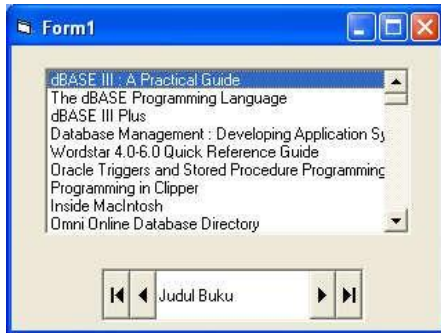 Form1
dBASE III : A Practical Guide
The dBASE Programming Language
dBASE III Plus
Database Management : Developing Application Sy
Wordstar 4.0-6.0 Quick Reference Guide
Oracle Triggers and Stored Procedure Programming
Programming in Clipper
Inside MacIntosh
Omni Online Database Directory
Judul Buku